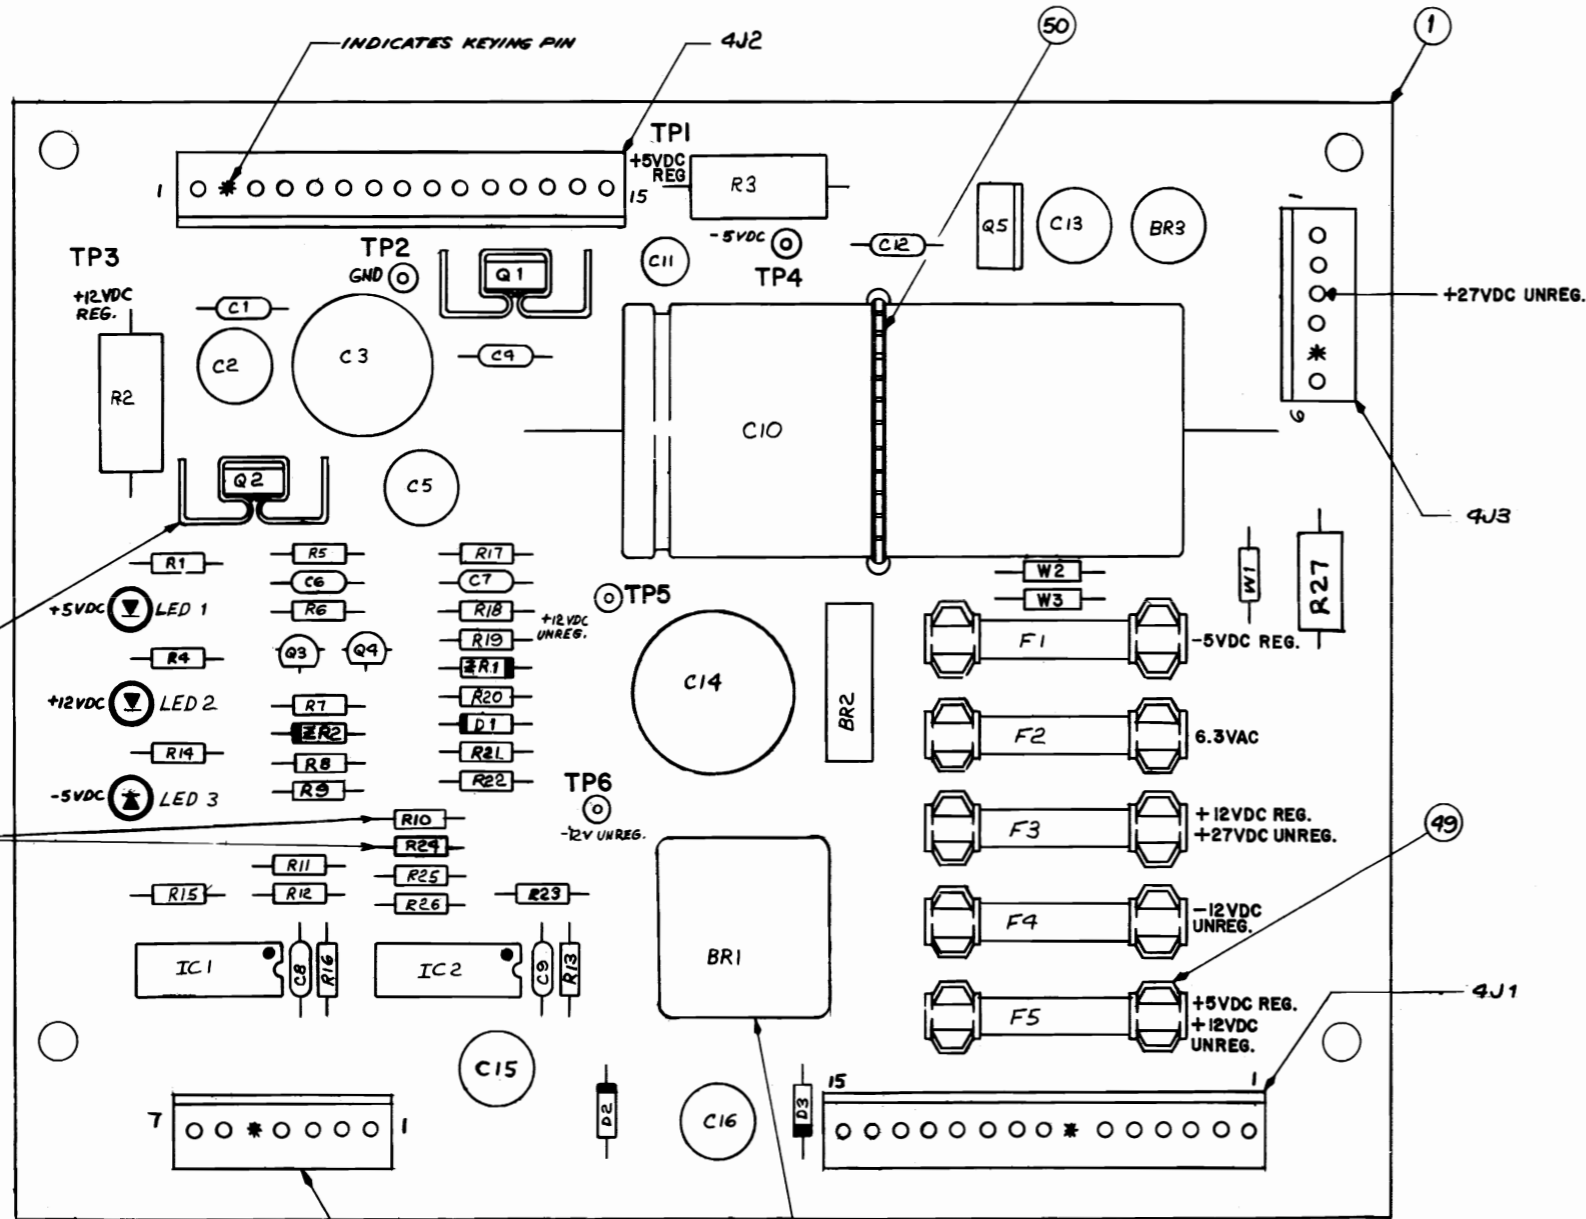 50
1
INDICATES KEYING PIN
4J2
TP1
+5VDC
REG
1
15
R3
-5VDC
TP4
C12
Q5
C13
BR3
1
6
+27VDC UNREG.
4J3
TP3
+12VDC
REG.
TP2
GND
Q1
C11
C1
C2
C3
C4
R2
C10
Q2
C5
R1
R5
R17
C6
C7
+5VDC
LED 1
R6
R18
+12VDC
UNREG.
TP5
R19
Q3
Q4
R4
ZR1
+12VDC
LED 2
R7
R20
ZR2
D1
R14
R8
R21
R9
R22
-5VDC
LED 3
TP6
-12V UNREG.
R10
R24
R11
R25
R15
R12
R26
R23
IC1
C8
R16
IC2
C9
R13
C14
BR2
BR1
W2
W3
W1
R27
F1
-5VDC REG.
F2
6.3VAC
F3
+12VDC REG.
+27VDC UNREG.
49
F4
-12VDC
UNREG.
F5
+5VDC REG.
+12VDC
UNREG.
4J1
C15
D2
C16
D3
15
1
7
1